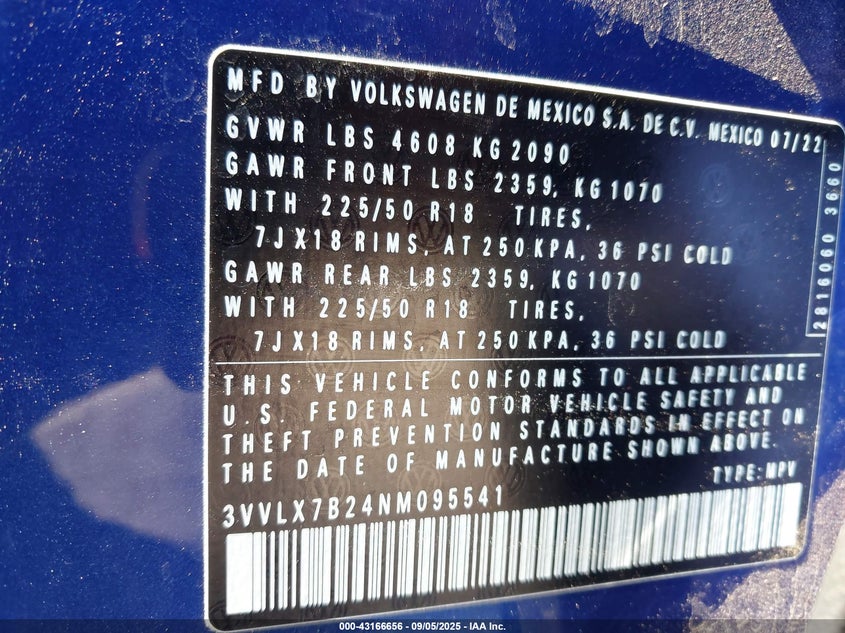 MFD BY VOLKSWAGEN DE MEXICO S.A. DE C.V. MEXICO 07/22
GVWR LBS 4608 KG 2090
GAWR FRONT LBS 2359, KG 1070
WITH 225/50 R18 TIRES,
7JX18 RIMS, AT 250 KPA, 36 PSI COLD
GAWR REAR LBS 2359, KG 1070
WITH 225/50 R18 TIRES,
7JX18 RIMS, AT 250 KPA, 36 PSI COLD
2816060 3660
THIS VEHICLE CONFORMS TO ALL APPLICABLE
U.S. FEDERAL MOTOR VEHICLE SAFETY AND
THEFT PREVENTION STANDARDS IN EFFECT ON
THE DATE OF MANUFACTURE SHOWN ABOVE.
TYPE: MPV
3VVLX7B24NM095541
000-43166656 - 09/05/2025 - IAA Inc.